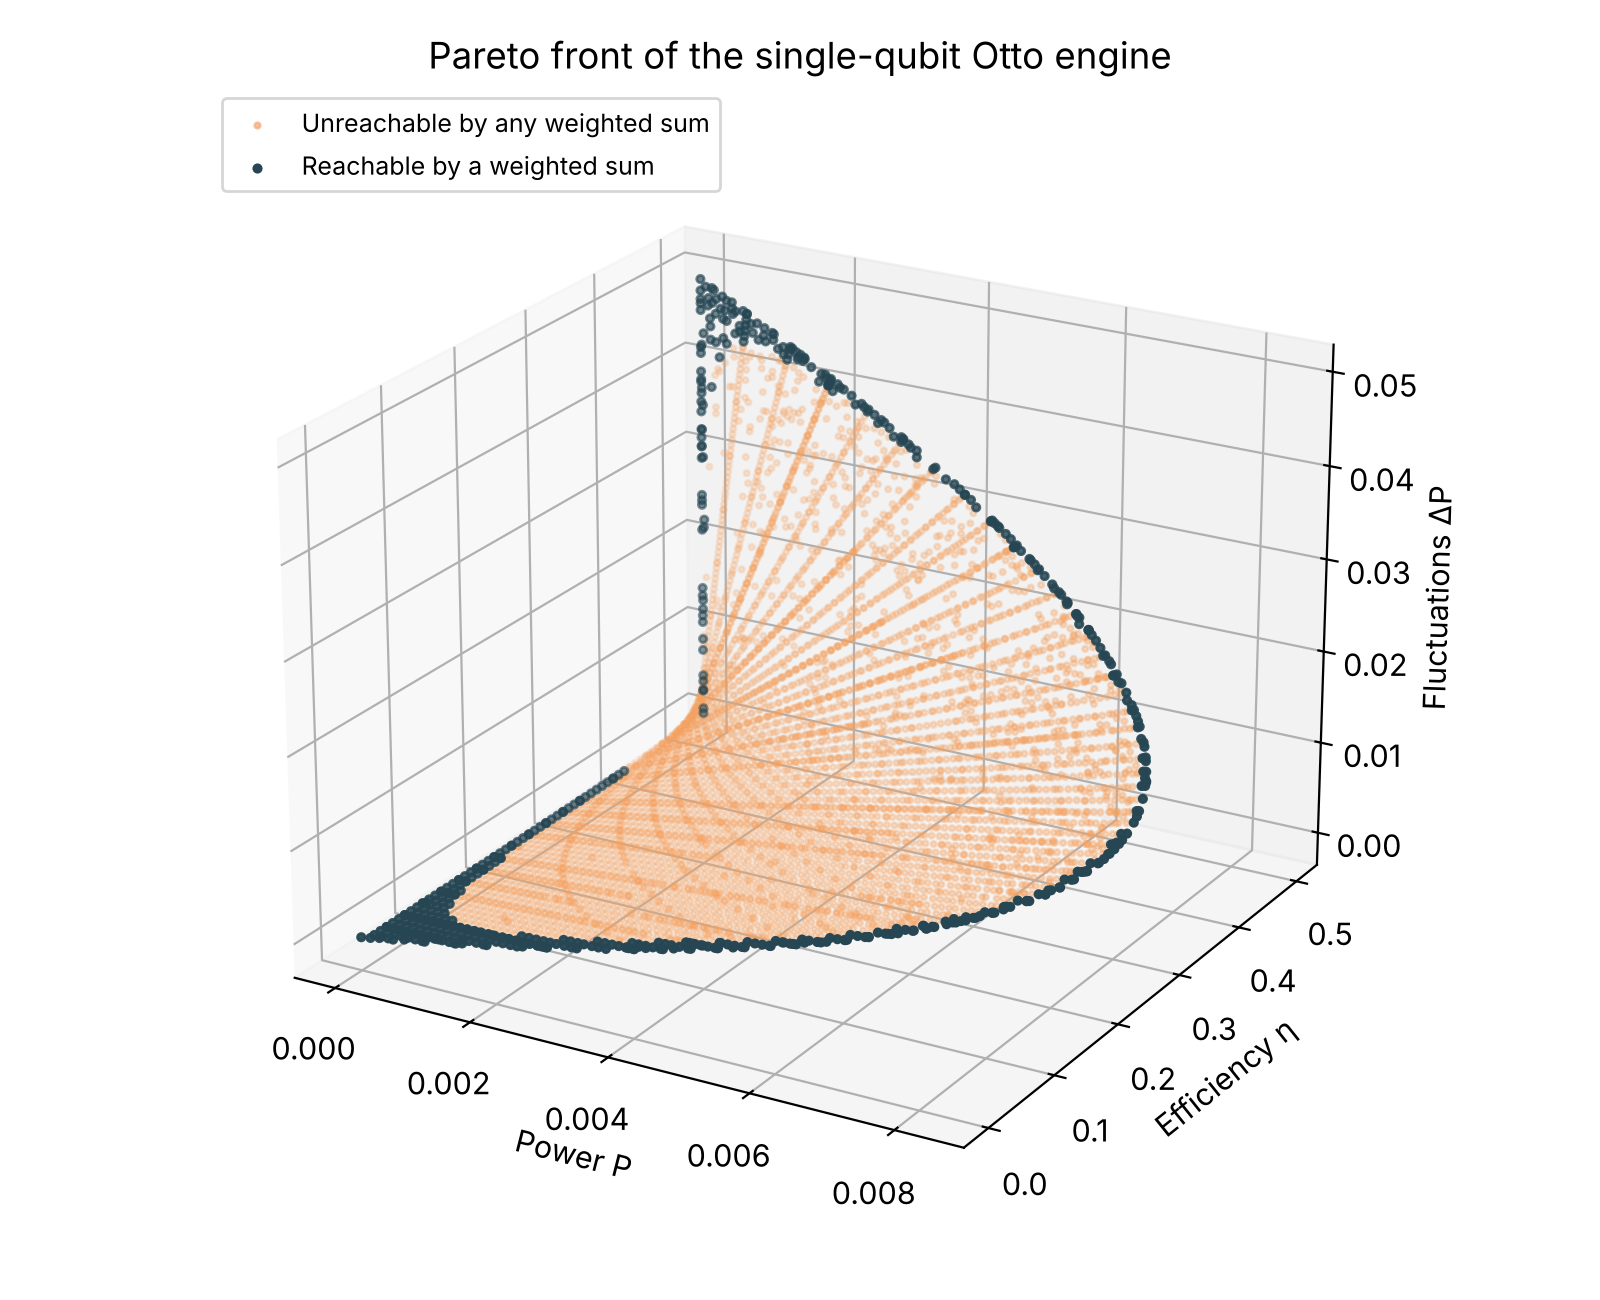 Pareto front of the single-qubit Otto engine
Unreachable by any weighted sum
Reachable by a weighted sum
0.05
0.04
0.03
0.02
0.01
0.00
Fluctuations ΔP
0.5
0.4
0.3
0.2
0.1
0.0
Efficiency η
0.000
0.002
0.004
0.006
0.008
Power P